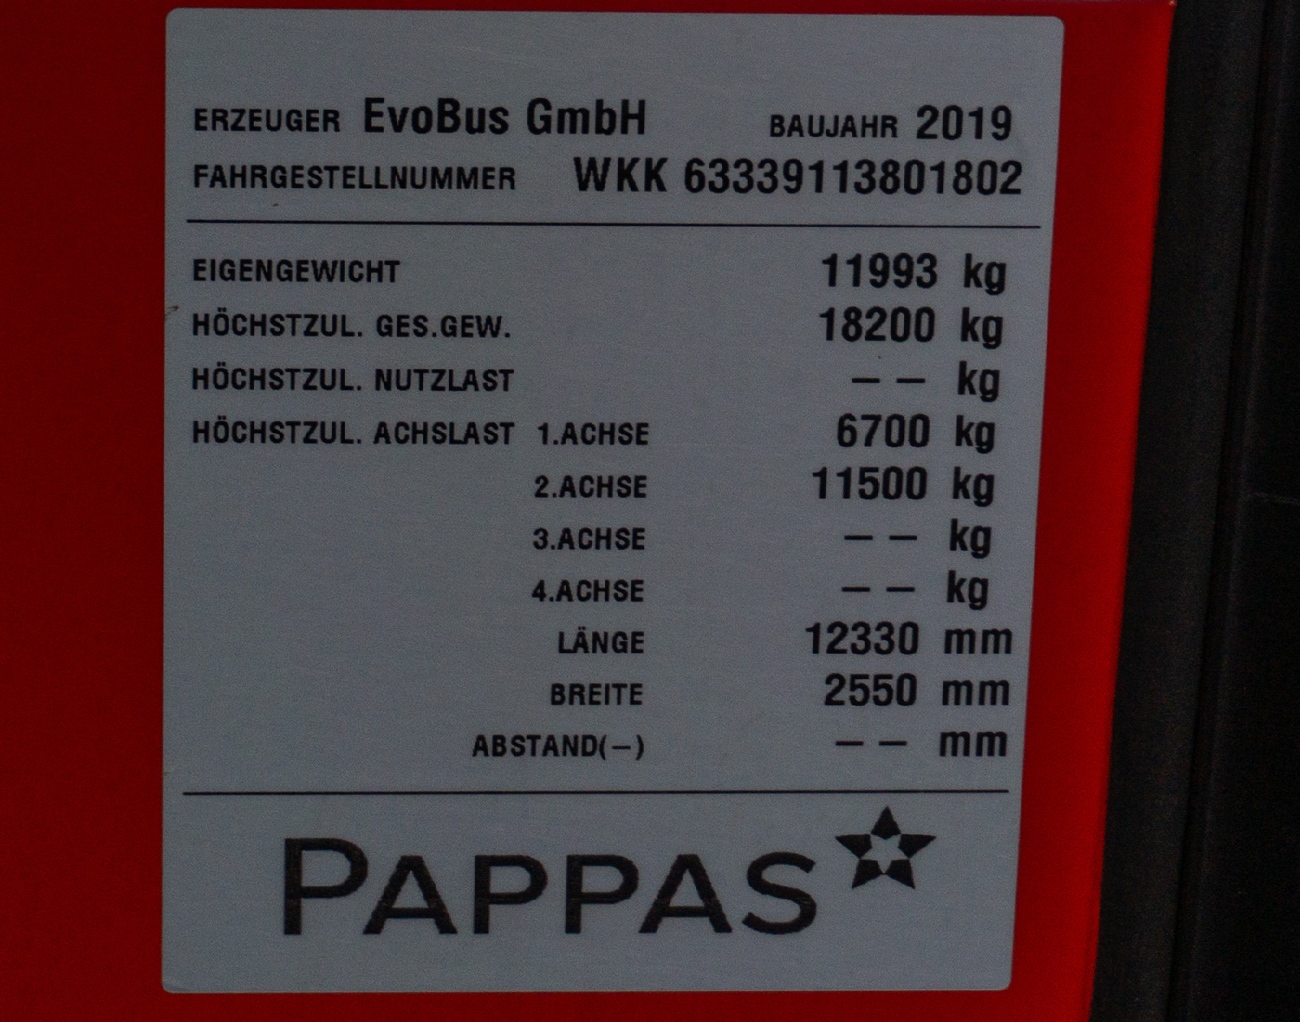 ERZEUGER EvoBus GmbH BAUJAHR 2019
FAHRGESTELLNUMMER WKK 63339113801802
EIGENGEWICHT 11993 kg
HÖCHSTZUL. GES.GEW. 18200 kg
HÖCHSTZUL. NUTZLAST – – kg
HÖCHSTZUL. ACHSLAST 1.ACHSE 6700 kg
2.ACHSE 11500 kg
3.ACHSE – – kg
4.ACHSE – – kg
LÄNGE 12330 mm
BREITE 2550 mm
ABSTAND(–) – – mm
PAPPAS